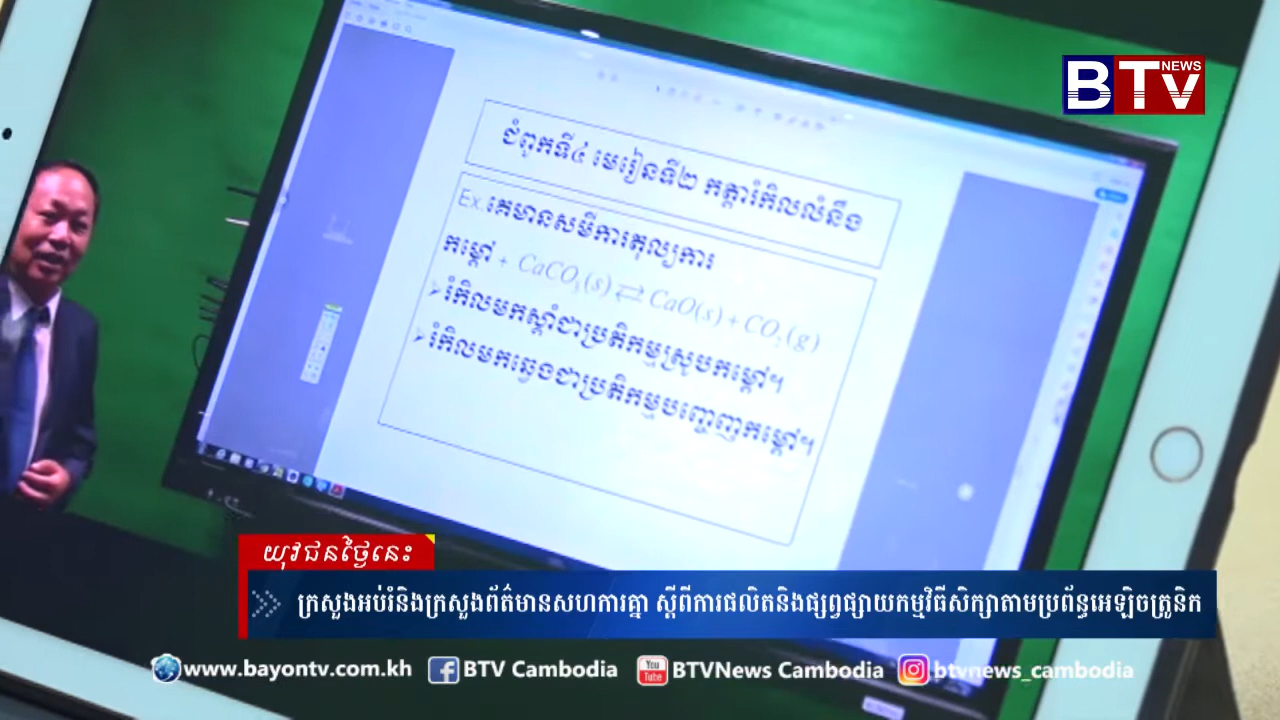 BTV NEWS
ជំពូកទី៤ មេរៀនទី២ កត្តារំកិលលំនឹង
Ex.គេមានសមីការតុល្យការ
កម្តៅ + CaCO₃(s) ⇄ CaO(s) + CO₂(g)
➢រំកិលមកស្តាំជាប្រតិកម្មស្រូបកម្តៅ។
➢រំកិលមកឆ្វេងជាប្រតិកម្មបញ្ចេញកម្តៅ។
យុវជនថ្ងៃនេះ
ក្រសួងអប់រំនិងក្រសួងព័ត៌មានសហការគ្នា ស្តីពីការផលិតនិងផ្សព្វផ្សាយកម្មវិធីសិក្សាតាមប្រព័ន្ធអេឡិចត្រូនិក
www.bayontv.com.kh BTV Cambodia You Tube BTVNews Cambodia btvnews_cambodia